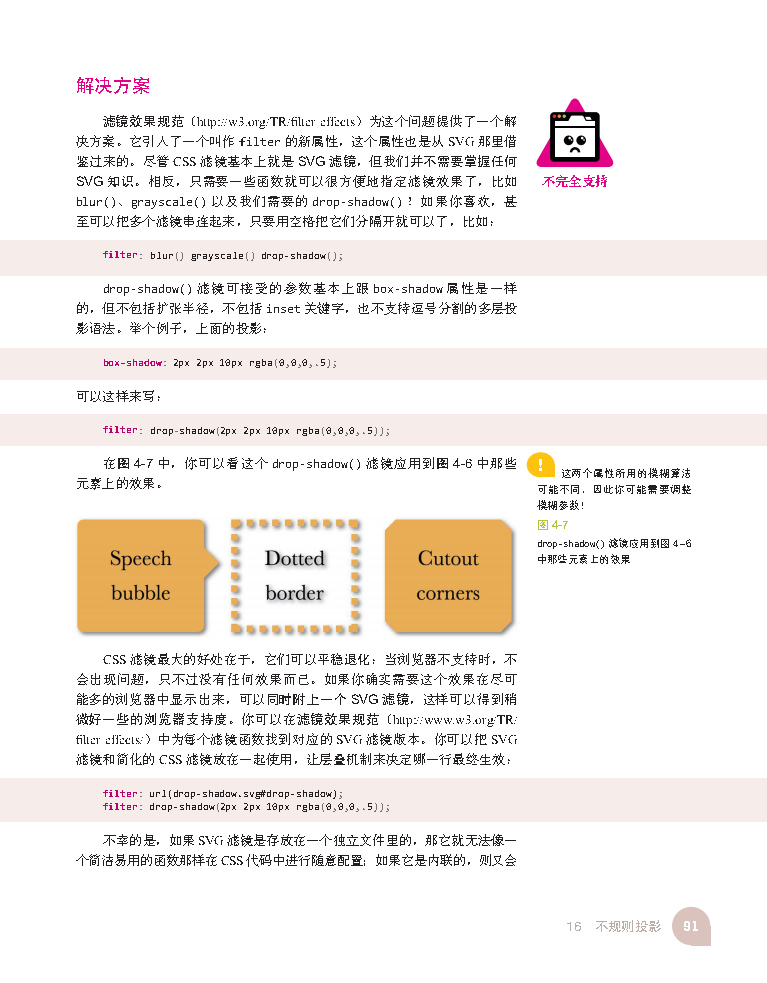 解决方案
滤镜效果规范（http://w3.org/TR/filter-effects）为这个问题提供了一个解
决方案。它引入了一个叫作 filter 的新属性，这个属性也是从 SVG 那里借
鉴过来的。尽管 CSS 滤镜基本上就是 SVG 滤镜，但我们并不需要掌握任何
SVG 知识。相反，只需要一些函数就可以很方便地指定滤镜效果了，比如
blur()、grayscale() 以及我们需要的 drop-shadow()！如果你喜欢，甚
至可以把多个滤镜串连起来，只要用空格把它们分隔开就可以了，比如：
不完全支持
filter: blur() grayscale() drop-shadow();
drop-shadow() 滤镜可接受的参数基本上跟 box-shadow 属性是一样
的，但不包括扩张半径，不包括 inset 关键字，也不支持逗号分割的多层投
影语法。举个例子，上面的投影：
box-shadow: 2px 2px 10px rgba(0,0,0,.5);
可以这样来写：
filter: drop-shadow(2px 2px 10px rgba(0,0,0,.5));
在图 4-7 中，你可以看这个 drop-shadow() 滤镜应用到图 4-6 中那些
元素上的效果。
!
这两个属性所用的模糊算法
可能不同，因此你可能需要调整
模糊参数！
图 4-7
drop-shadow() 滤镜应用到图 4-6
中那些元素上的效果
Speech
bubble
Dotted
border
Cutout
corners
CSS 滤镜最大的好处在于，它们可以平稳退化：当浏览器不支持时，不
会出现问题，只不过没有任何效果而已。如果你确实需要这个效果在尽可
能多的浏览器中显示出来，可以同时附上一个 SVG 滤镜，这样可以得到稍
微好一些的浏览器支持度。你可以在滤镜效果规范（http://www.w3.org/TR/
filter-effects/）中为每个滤镜函数找到对应的 SVG 滤镜版本。你可以把 SVG
滤镜和简化的 CSS 滤镜放在一起使用，让层叠机制来决定哪一行最终生效：
filter: url(drop-shadow.svg#drop-shadow);
filter: drop-shadow(2px 2px 10px rgba(0,0,0,.5));
不幸的是，如果 SVG 滤镜是存放在一个独立文件里的，那它就无法像一
个简洁易用的函数那样在 CSS 代码中进行随意配置；如果它是内联的，则又会
16 不规则投影 91